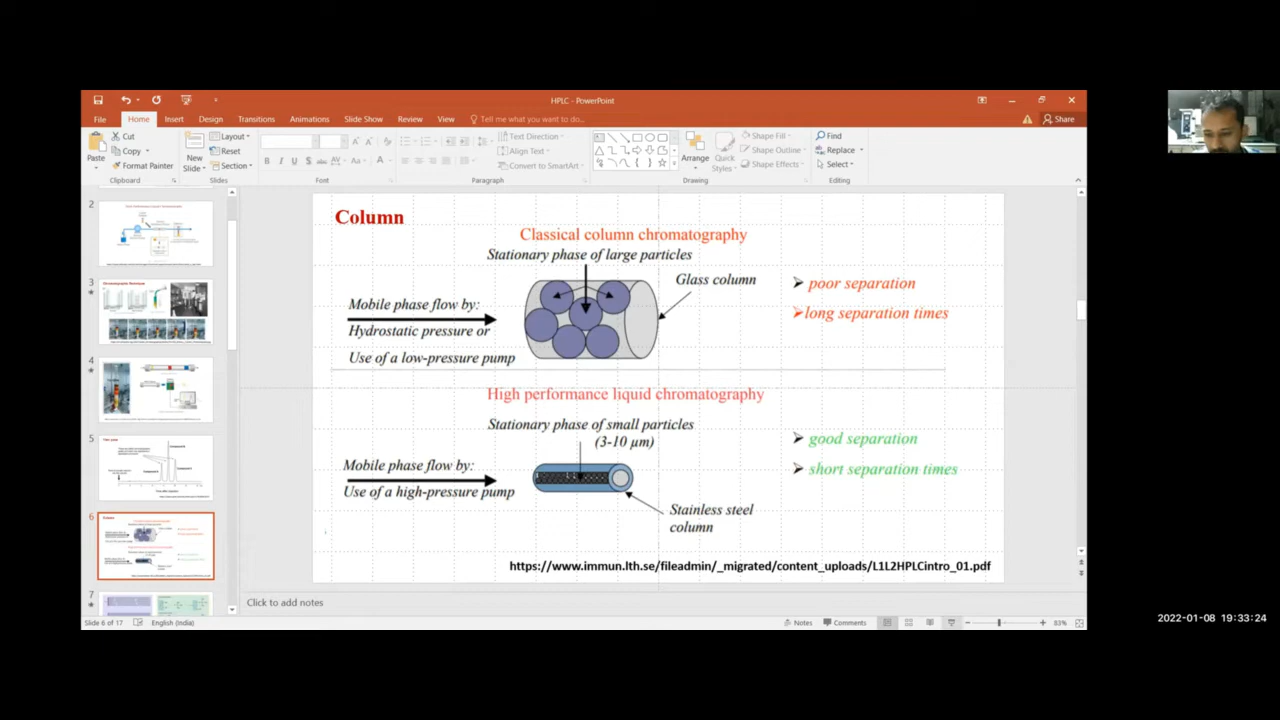 HPLC - PowerPoint
File Home Insert Design Transitions Animations Slide Show Review View Tell me what you want to do... Share
Paste
Cut
Copy
Format Painter
Clipboard
New
Slide
Layout
Reset
Section
Slides
Font
Text Direction
Align Text
Convert to SmartArt
Paragraph
Arrange
Quick
Styles
Shape Fill
Shape Outline
Shape Effects
Drawing
Find
Replace
Select
Editing
2
3
4
5
6
7
Column
Classical column chromatography
Stationary phase of large particles
Glass column
Mobile phase flow by:
Hydrostatic pressure or
Use of a low-pressure pump
➢ poor separation
➢ long separation times
High performance liquid chromatography
Stationary phase of small particles
(3-10 µm)
Mobile phase flow by:
Use of a high-pressure pump
Stainless steel
column
➢ good separation
➢ short separation times
https://www.immun.lth.se/fileadmin/_migrated/content_uploads/L1L2HPLCintro_01.pdf
Click to add notes
Slide 6 of 17 English (India) Notes Comments 83%
2022-01-08 19:33:24